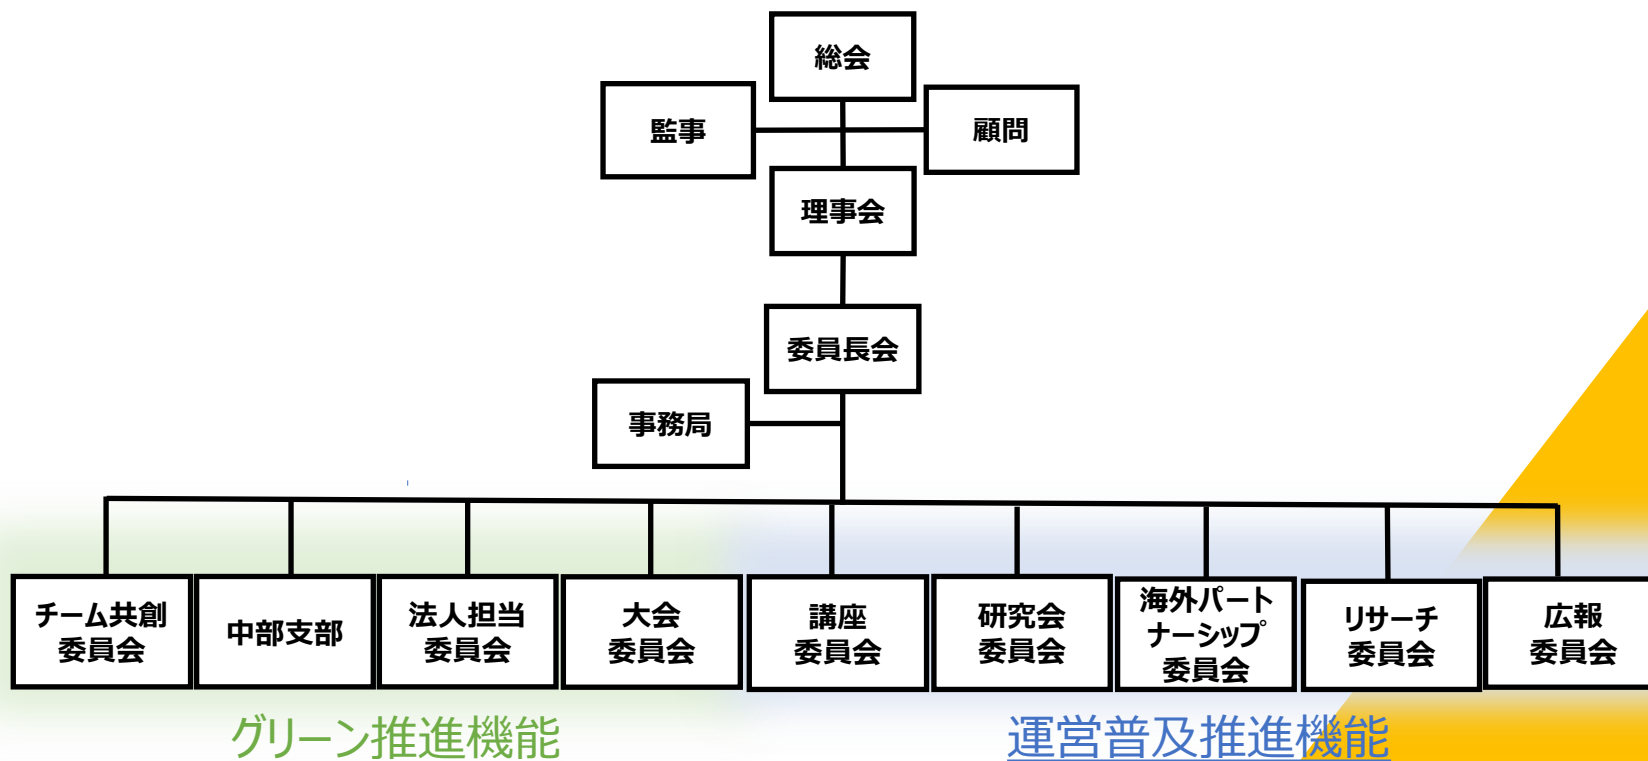 総会
監事
顧問
理事会
委員長会
事務局
チーム共創
委員会
中部支部
法人担当
委員会
大会
委員会
講座
委員会
研究会
委員会
海外パート
ナーシップ
委員会
リサーチ
委員会
広報
委員会
グリーン推進機能
運営普及推進機能